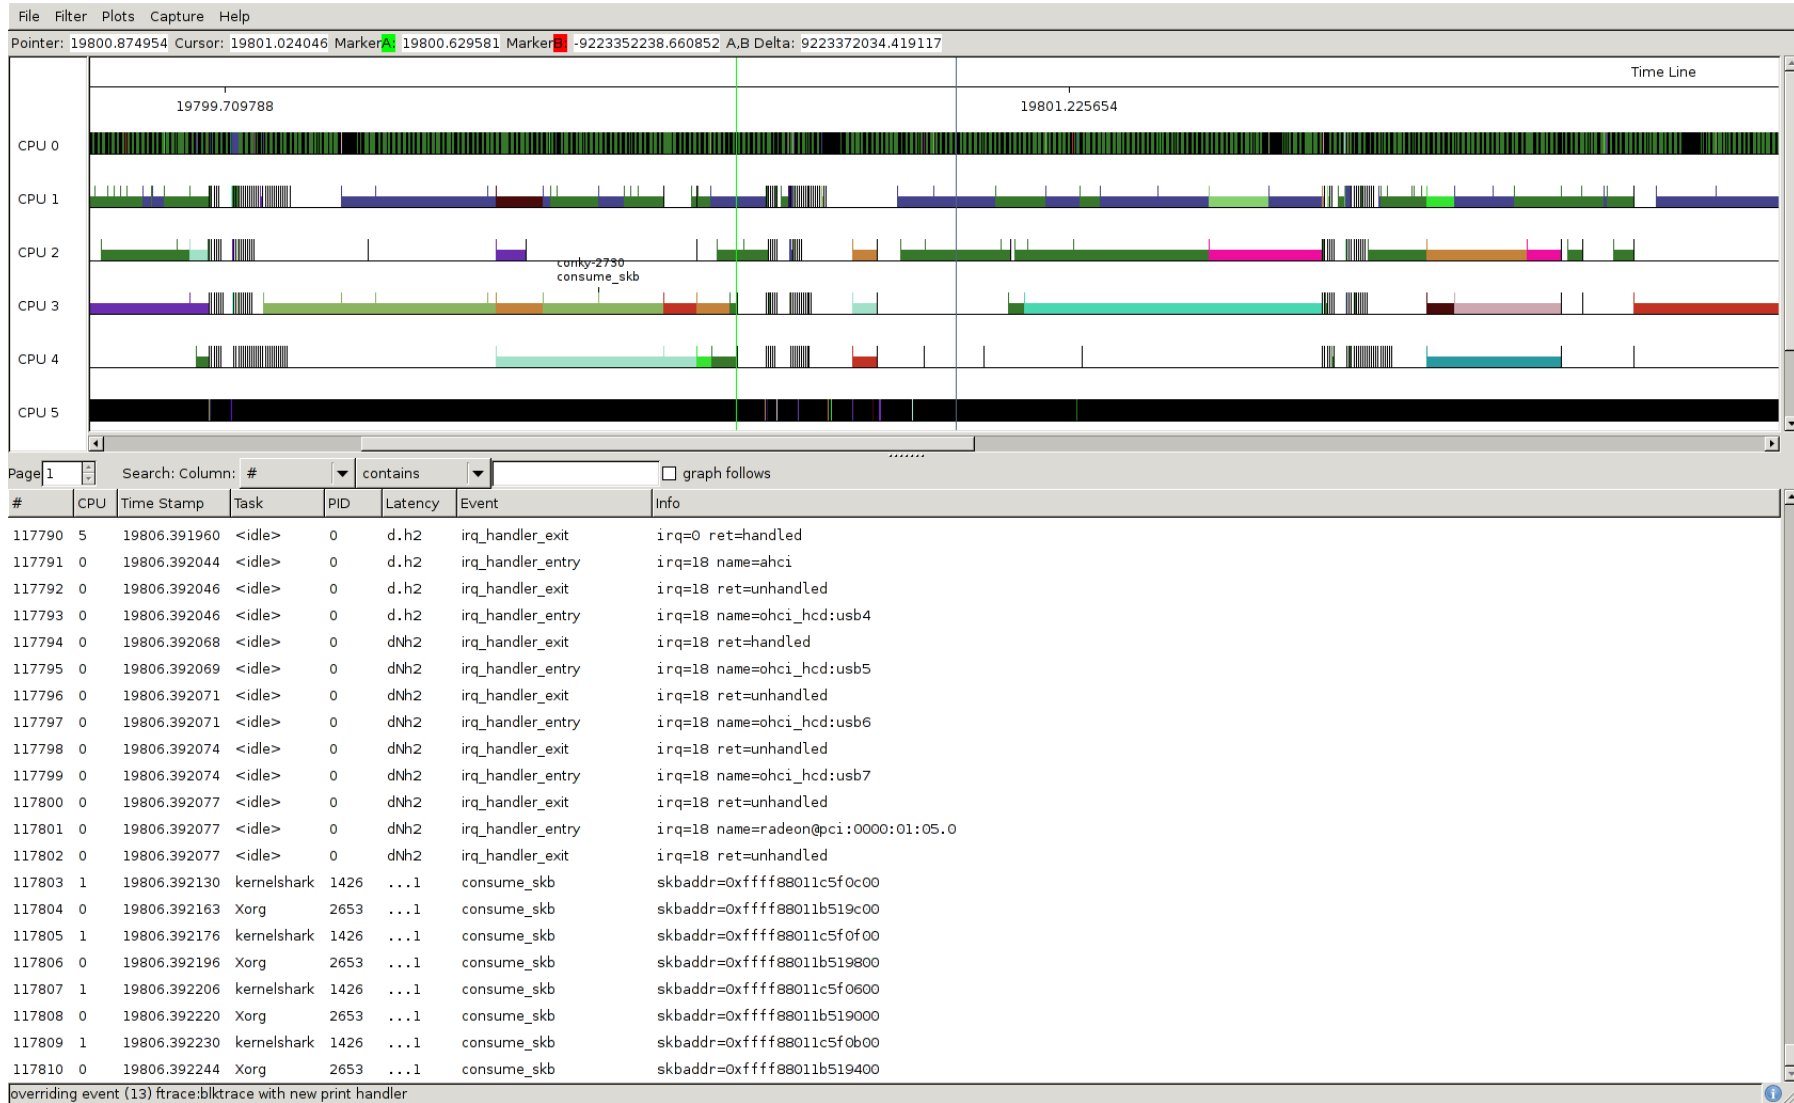 File Filter Plots Capture Help
Pointer: 19800.874954 Cursor: 19801.024046 MarkerA: 19800.629581 MarkerB: -9223352238.660852 A,B Delta: 9223372034.419117
Time Line
19799.709788 19801.225654
CPU 0
CPU 1
CPU 2
conky-2730
consume_skb
CPU 3
CPU 4
CPU 5
Page 1 Search: Column: # contains graph follows
# CPU Time Stamp Task PID Latency Event Info
117790 5 19806.391960 <idle> 0 d.h2 irq_handler_exit irq=0 ret=handled
117791 0 19806.392044 <idle> 0 d.h2 irq_handler_entry irq=18 name=ahci
117792 0 19806.392046 <idle> 0 d.h2 irq_handler_exit irq=18 ret=unhandled
117793 0 19806.392046 <idle> 0 d.h2 irq_handler_entry irq=18 name=ohci_hcd:usb4
117794 0 19806.392068 <idle> 0 dNh2 irq_handler_exit irq=18 ret=handled
117795 0 19806.392069 <idle> 0 dNh2 irq_handler_entry irq=18 name=ohci_hcd:usb5
117796 0 19806.392071 <idle> 0 dNh2 irq_handler_exit irq=18 ret=unhandled
117797 0 19806.392071 <idle> 0 dNh2 irq_handler_entry irq=18 name=ohci_hcd:usb6
117798 0 19806.392074 <idle> 0 dNh2 irq_handler_exit irq=18 ret=unhandled
117799 0 19806.392074 <idle> 0 dNh2 irq_handler_entry irq=18 name=ohci_hcd:usb7
117800 0 19806.392077 <idle> 0 dNh2 irq_handler_exit irq=18 ret=unhandled
117801 0 19806.392077 <idle> 0 dNh2 irq_handler_entry irq=18 name=radeon@pci:0000:01:05.0
117802 0 19806.392077 <idle> 0 dNh2 irq_handler_exit irq=18 ret=unhandled
117803 1 19806.392130 kernelshark 1426 ...1 consume_skb skbaddr=0xffff88011c5f0c00
117804 0 19806.392163 Xorg 2653 ...1 consume_skb skbaddr=0xffff88011b519c00
117805 1 19806.392176 kernelshark 1426 ...1 consume_skb skbaddr=0xffff88011c5f0f00
117806 0 19806.392196 Xorg 2653 ...1 consume_skb skbaddr=0xffff88011b519800
117807 1 19806.392206 kernelshark 1426 ...1 consume_skb skbaddr=0xffff88011c5f0600
117808 0 19806.392220 Xorg 2653 ...1 consume_skb skbaddr=0xffff88011b519000
117809 1 19806.392230 kernelshark 1426 ...1 consume_skb skbaddr=0xffff88011c5f0b00
117810 0 19806.392244 Xorg 2653 ...1 consume_skb skbaddr=0xffff88011b519400
overriding event (13) ftrace:blktrace with new print handler